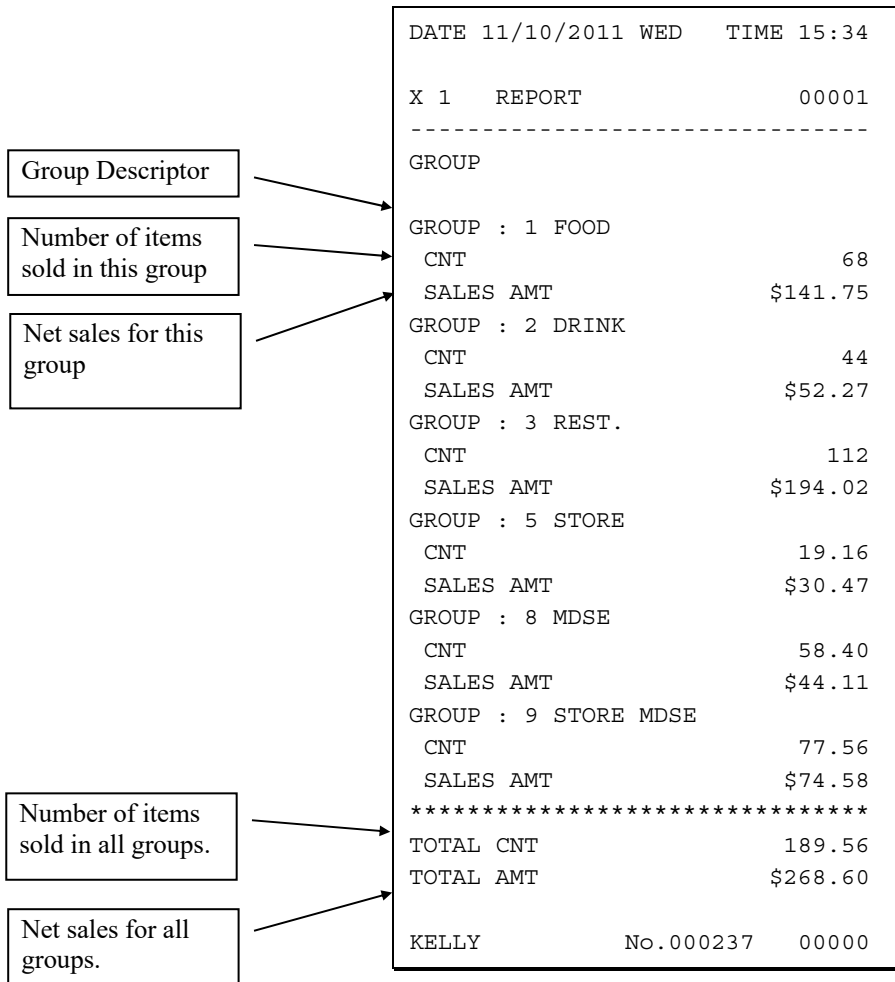 DATE 11/10/2011 WED TIME 15:34
X 1 REPORT 00001
--------------------------------
GROUP
GROUP : 1 FOOD
CNT 68
SALES AMT $141.75
GROUP : 2 DRINK
CNT 44
SALES AMT $52.27
GROUP : 3 REST.
CNT 112
SALES AMT $194.02
GROUP : 5 STORE
CNT 19.16
SALES AMT $30.47
GROUP : 8 MDSE
CNT 58.40
SALES AMT $44.11
GROUP : 9 STORE MDSE
CNT 77.56
SALES AMT $74.58
********************************
TOTAL CNT 189.56
TOTAL AMT $268.60
KELLY No.000237 00000
Group Descriptor
Number of items
sold in this group
Net sales for this
group
Number of items
sold in all groups.
Net sales for all
groups.